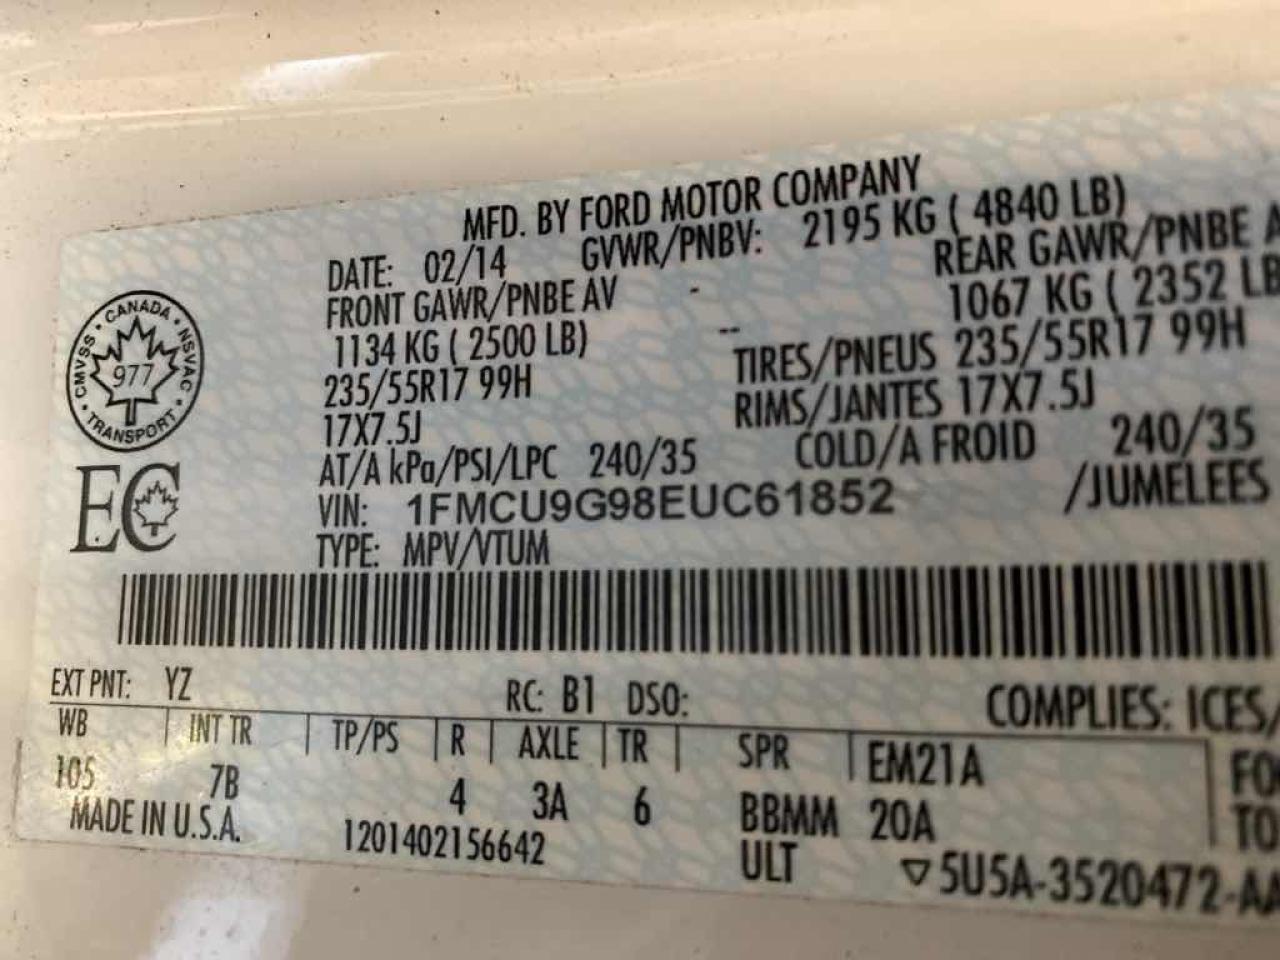 MFD. BY FORD MOTOR COMPANY
DATE: 02/14 GVWR/PNBV: 2195 KG ( 4840 LB)
FRONT GAWR/PNBE AV - REAR GAWR/PNBE A
1134 KG ( 2500 LB) -- 1067 KG ( 2352 LB
235/55R17 99H TIRES/PNEUS 235/55R17 99H
17X7.5J RIMS/JANTES 17X7.5J
AT/A kPa/PSI/LPC 240/35 COLD/A FROID 240/35
VIN: 1FMCU9G98EUC61852 /JUMELEES
TYPE: MPV/VTUM
CANADA • NSVAC • TRANSPORT • CMVSS •
977
EC
EXT PNT: YZ RC: B1 DSO: COMPLIES: ICES/
WB | INT TR | TP/PS | R | AXLE | TR | SPR | EM21A FO
105 7B 4 3A 6 BBMM 20A TO
MADE IN U.S.A. 1201402156642 ULT ▽5U5A-3520472-AA